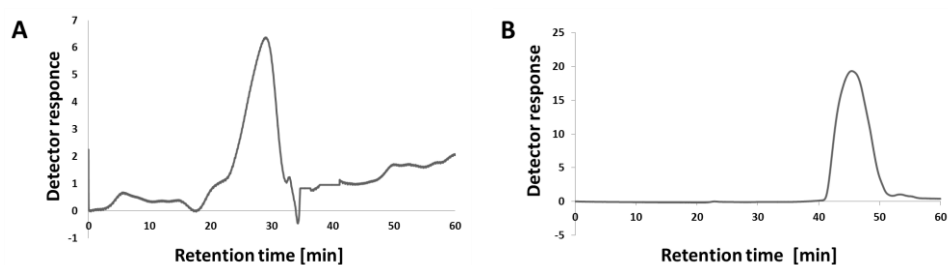 A
Detector responce
7
6
5
4
3
2
1
0
-1
0 10 20 30 40 50 60
Retention time [min]
B
Detector response
25
20
15
10
5
0
-5
0 10 20 30 40 50 60
Retention time [min]